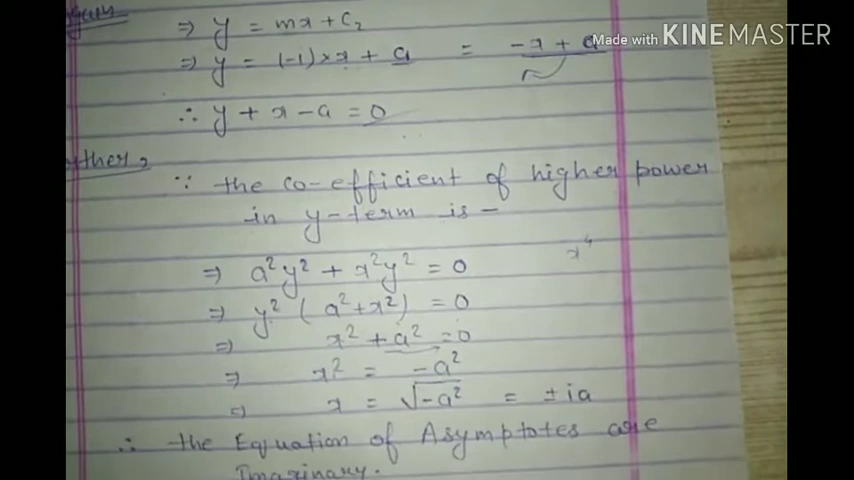 ⇒ y = mx + c₂
Made with KINEMASTER
⇒ y = (-1) × x + a = -x + a
∴ y + x - a = 0
∵ the co-efficient of higher power
in y-term is -
x⁴
⇒ a²y² + x²y² = 0
⇒ y² (a² + x²) = 0
⇒ x² + a² = 0
⇒ x² = -a²
⇒ x = √-a² = ± ia
∴ the Equation of Asymptotes are
Imaginary.